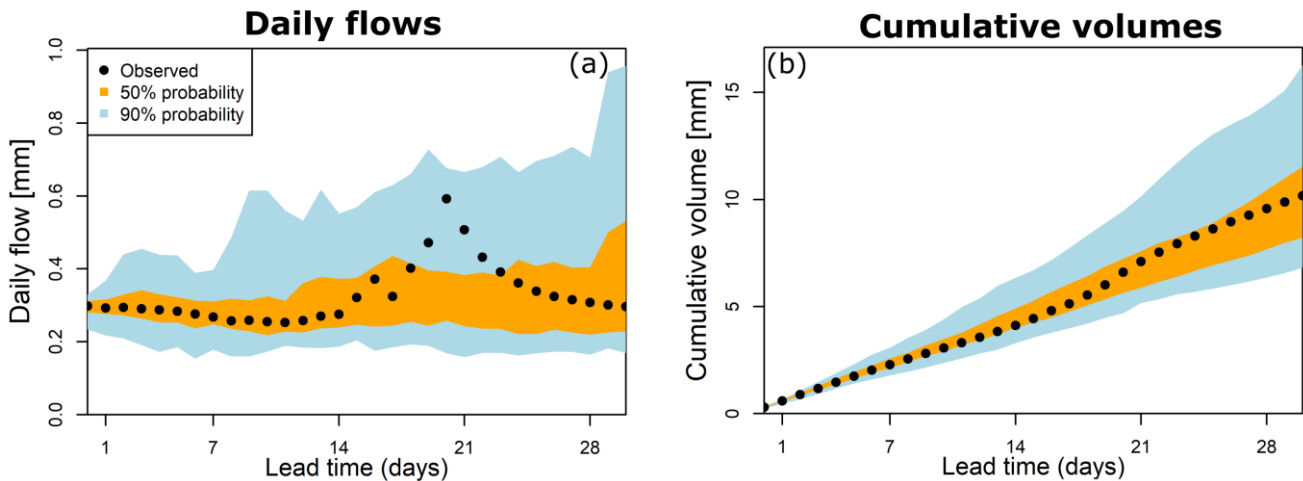 Daily flows
(a)
Observed
50% probability
90% probability
Daily flow [mm]
0.0
0.2
0.4
0.6
0.8
1.0
1
7
14
21
28
Lead time (days)
Cumulative volumes
(b)
Cumulative volume [mm]
0
5
10
15
1
7
14
21
28
Lead time (days)